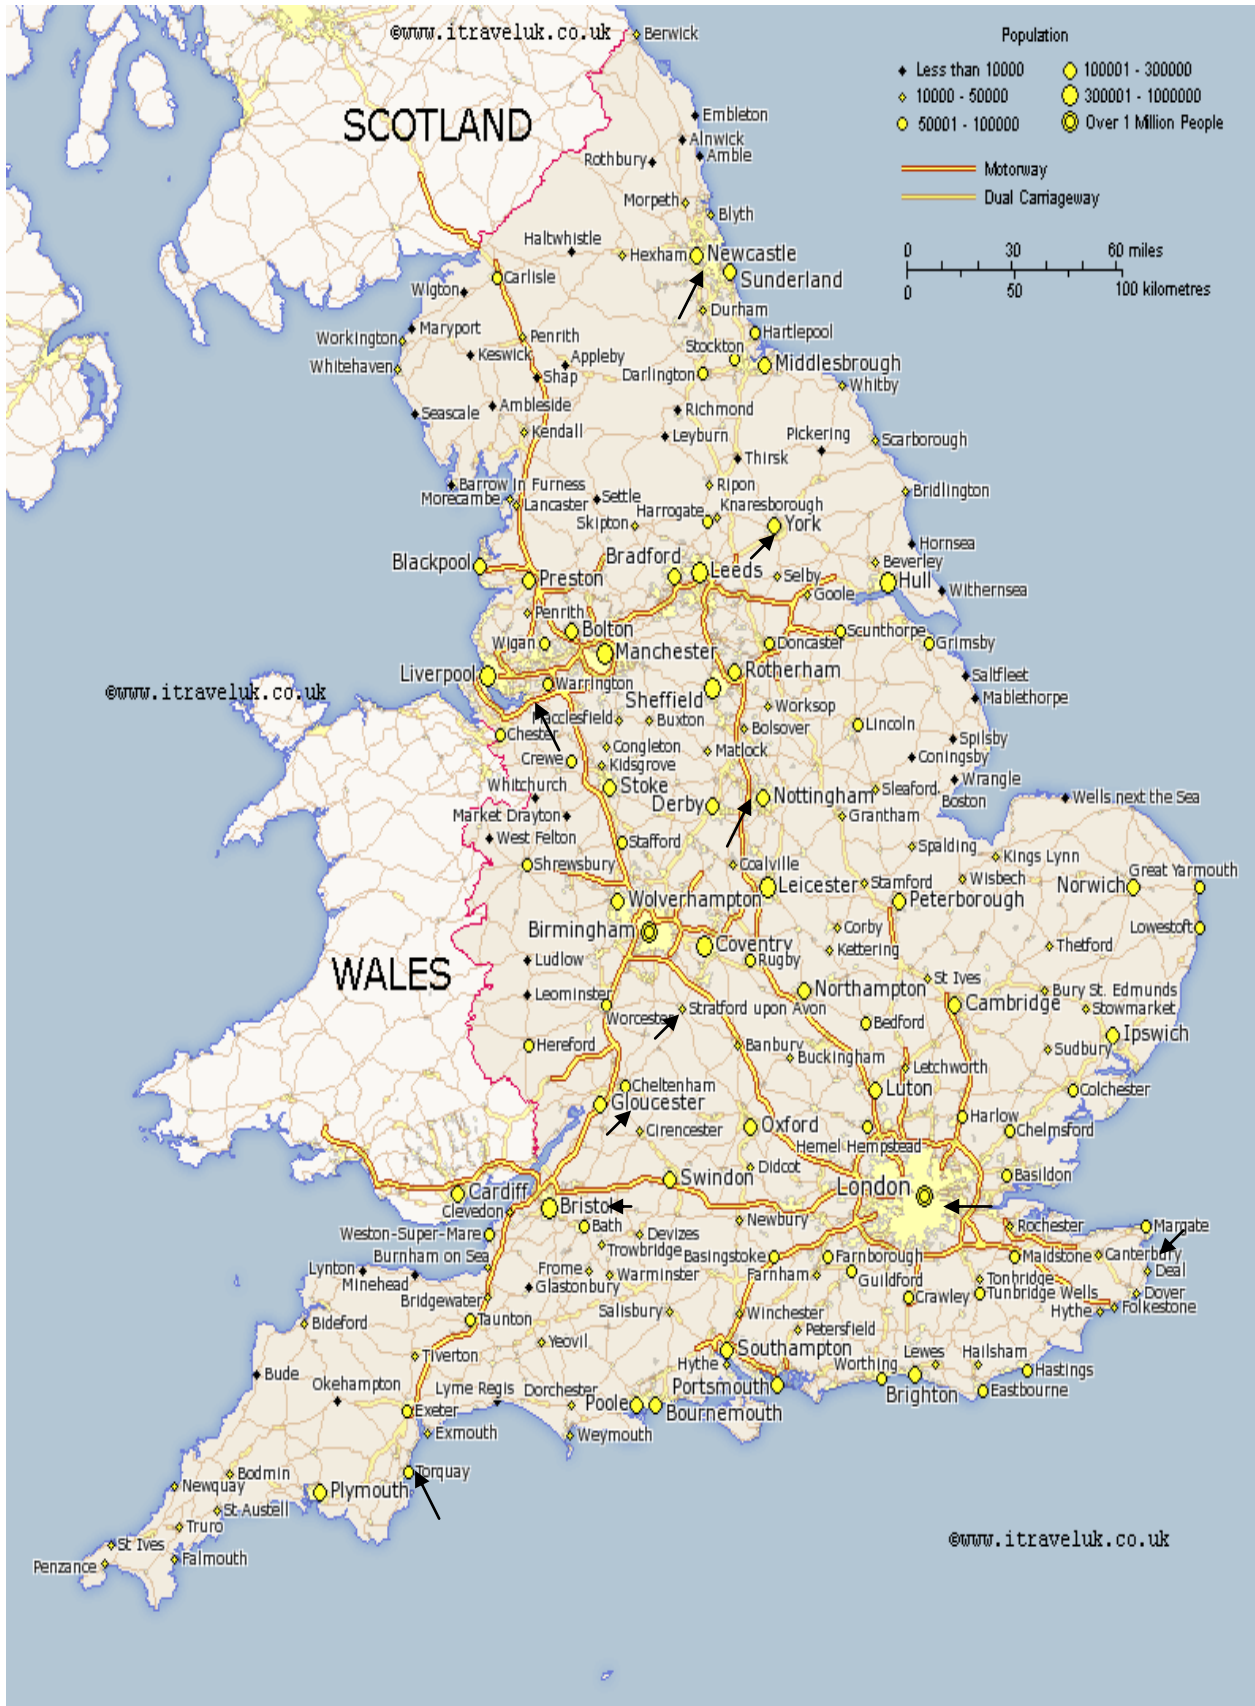 ©www.itraveluk.co.uk
Berwick
SCOTLAND
Population
Less than 10000
100001 - 300000
10000 - 50000
300001 - 1000000
50001 - 100000
Over 1 Million People
Motorway
Dual Carriageway
0 30 60 miles
0 50 100 kilometres
Embleton
Alnwick
Amble
Rothbury
Morpeth
Blyth
Haltwhistle
Hexham
Newcastle
Sunderland
Carlisle
Wigton
Durham
Maryport
Workington
Penrith
Hartlepool
Keswick
Appleby
Stockton
Middlesbrough
Whitehaven
Shap
Darlington
Whitby
Seascale
Ambleside
Richmond
Kendall
Leyburn
Pickering
Scarborough
Thirsk
Barrow In Furness
Morecambe
Lancaster
Settle
Ripon
Bridlington
Skipton
Harrogate
Knaresborough
York
Hornsea
Blackpool
Preston
Bradford
Leeds
Selby
Beverley
Hull
Goole
Withernsea
Penrith
Bolton
Wigan
Manchester
Doncaster
Scunthorpe
Grimsby
Liverpool
Warrington
Rotherham
Saltfleet
©www.itraveluk.co.uk
Sheffield
Mablethorpe
Worksop
Macclesfield
Buxton
Bolsover
Lincoln
Chester
Congleton
Matlock
Spilsby
Crewe
Kidsgrove
Coningsby
Whitchurch
Stoke
Wrangle
Derby
Nottingham
Sleaford
Boston
Wells next the Sea
Market Drayton
Grantham
West Felton
Stafford
Spalding
Kings Lynn
Shrewsbury
Coalville
Great Yarmouth
Leicester
Stamford
Wisbech
Norwich
Wolverhampton
Peterborough
Birmingham
Corby
Lowestoft
Coventry
Kettering
Thetford
Ludlow
Rugby
WALES
St Ives
Leominster
Northampton
Bury St. Edmunds
Worcester
Stratford upon Avon
Cambridge
Stowmarket
Bedford
Ipswich
Hereford
Banbury
Buckingham
Sudbury
Letchworth
Cheltenham
Luton
Colchester
Gloucester
Harlow
Cirencester
Oxford
Chelmsford
Hemel Hempstead
Didcot
Basildon
Swindon
London
Cardiff
Clevedon
Bristol
Newbury
Rochester
Margate
Weston-Super-Mare
Bath
Devizes
Burnham on Sea
Trowbridge
Basingstoke
Farnborough
Maidstone
Canterbury
Lynton
Minehead
Frome
Warminster
Farnham
Guildford
Tonbridge
Deal
Glastonbury
Tunbridge Wells
Dover
Bridgewater
Crawley
Hythe
Folkestone
Salisbury
Winchester
Bideford
Taunton
Petersfield
Yeovil
Southampton
Tiverton
Hythe
Worthing
Lewes
Hailsham
Hastings
Bude
Okehampton
Lyme Regis
Dorchester
Portsmouth
Brighton
Eastbourne
Exeter
Poole
Bournemouth
Exmouth
Weymouth
Torquay
Bodmin
Newquay
Plymouth
St Austell
Truro
©www.itraveluk.co.uk
St Ives
Penzance
Falmouth